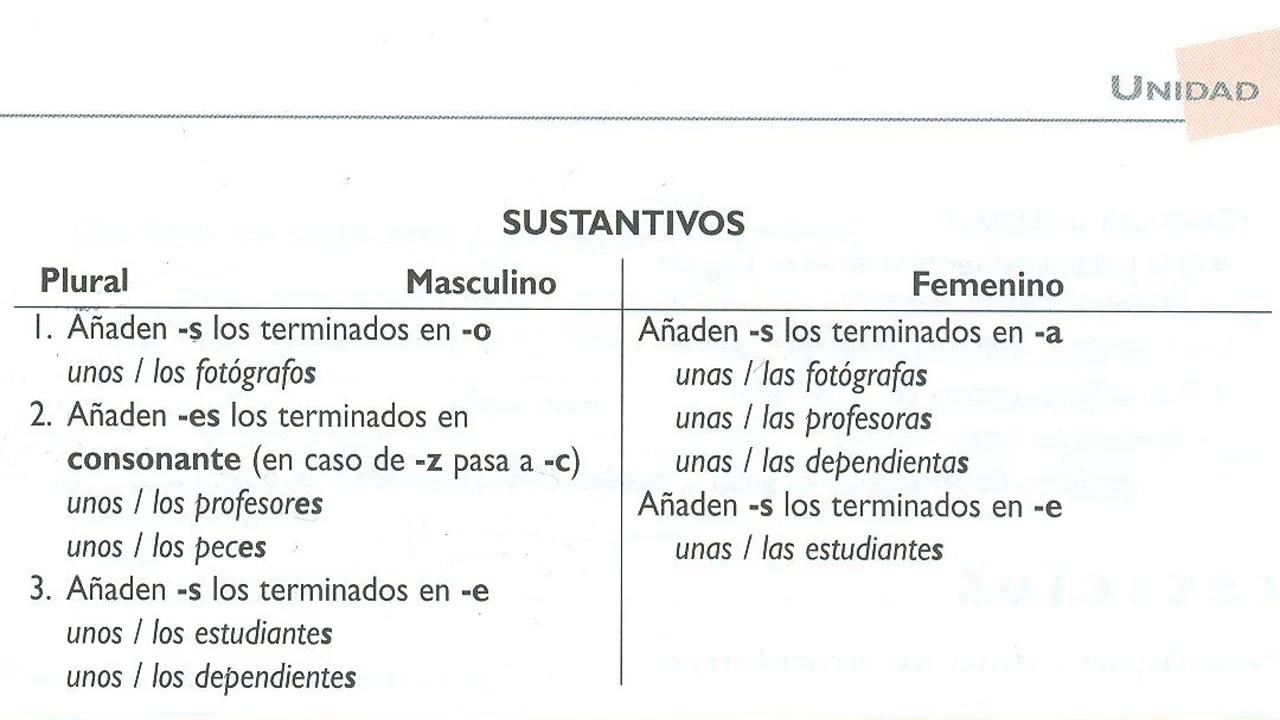 UNIDAD
SUSTANTIVOS
Plural Masculino Femenino
1. Añaden -s los terminados en -o
unos / los fotógrafos
2. Añaden -es los terminados en
consonante (en caso de -z pasa a -c)
unos / los profesores
unos / los peces
3. Añaden -s los terminados en -e
unos / los estudiantes
unos / los dependientes
Añaden -s los terminados en -a
unas / las fotógrafas
unas / las profesoras
unas / las dependientas
Añaden -s los terminados en -e
unas / las estudiantes